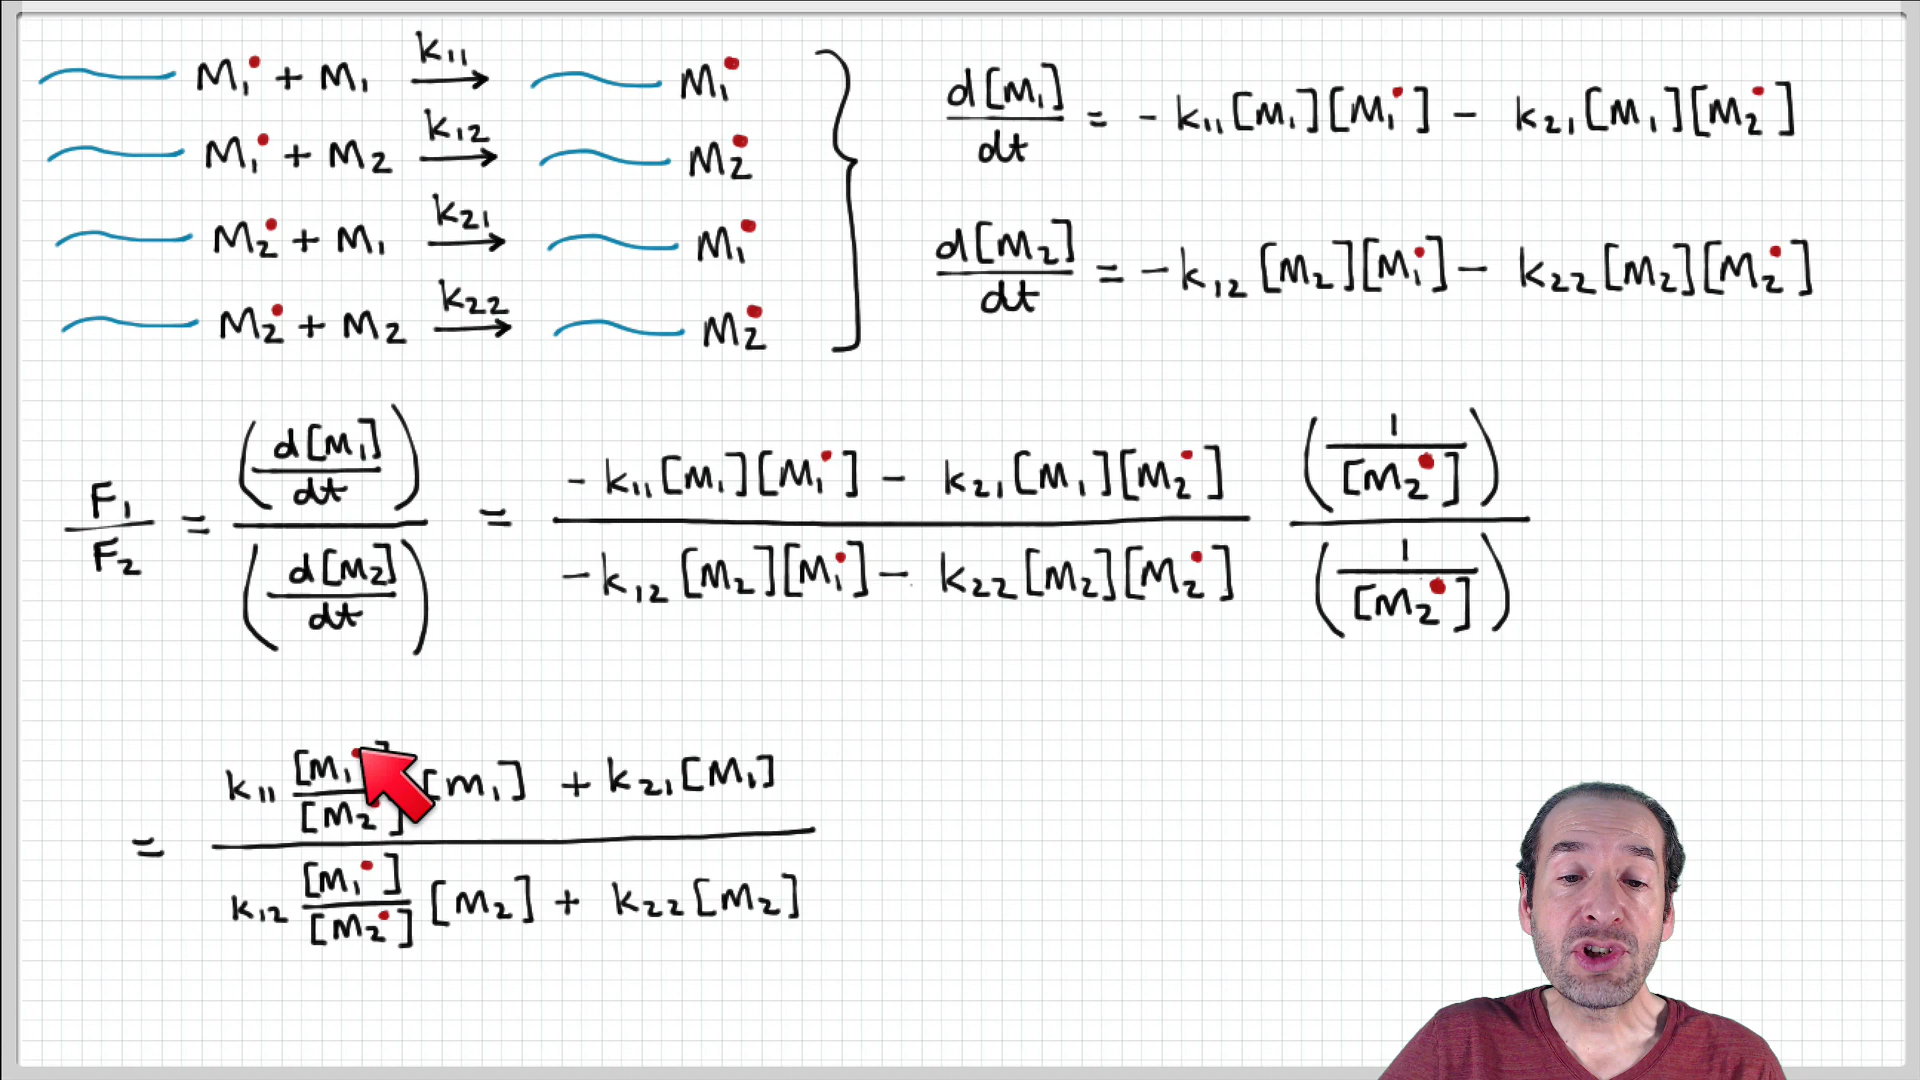 M₁• + M₁ —k₁₁→ M₁•
M₁• + M₂ —k₁₂→ M₂•
M₂• + M₁ —k₂₁→ M₁•
M₂• + M₂ —k₂₂→ M₂•
d[M₁]/dt = -k₁₁[M₁][M₁•] - k₂₁[M₁][M₂•]
d[M₂]/dt = -k₁₂[M₂][M₁•] - k₂₂[M₂][M₂•]
F₁/F₂ = (d[M₁]/dt)/(d[M₂]/dt) = (-k₁₁[M₁][M₁•] - k₂₁[M₁][M₂•])/(-k₁₂[M₂][M₁•] - k₂₂[M₂][M₂•]) (1/[M₂•])/(1/[M₂•])
= (k₁₁ [M₁•]/[M₂•] [M₁] + k₂₁[M₁])/(k₁₂ [M₁•]/[M₂•] [M₂] + k₂₂[M₂])